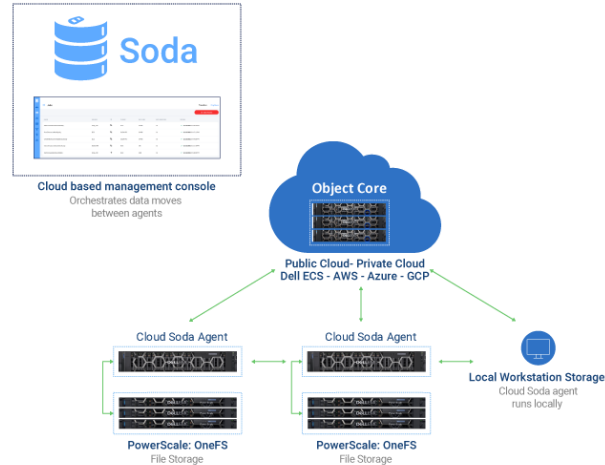 Soda
Cloud based management console
Orchestrates data moves
between agents
Object Core
Public Cloud- Private Cloud
Dell ECS - AWS - Azure - GCP
Cloud Soda Agent
Cloud Soda Agent
Local Workstation Storage
Cloud Soda agent
runs locally
PowerScale: OneFS
File Storage
PowerScale: OneFS
File Storage